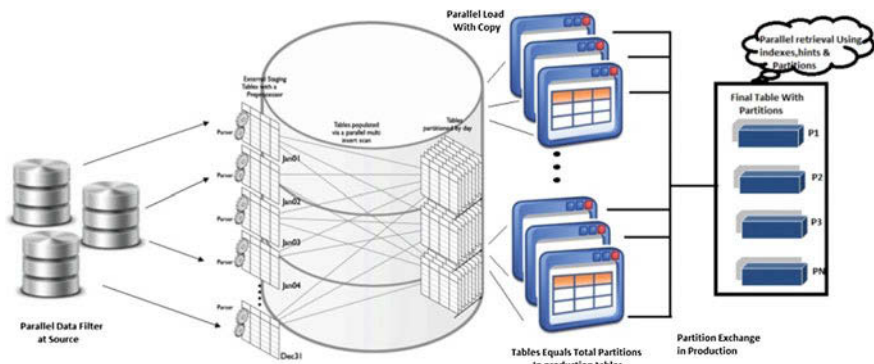 Parallel Load
With Copy
Parallel retrieval Using
indexes,hints &
Partitions
External Staging
Tables with a
Preprocessor
Tables populated
via a parallel multi
insert scan
Tables
partitioned by day
Final Table With
Partitions
Parser
Jan01
Parser
Jan02
Parser
Jan03
Parser
Jan04
Parser
Dec31
P1
P2
P3
PN
Parallel Data Filter
at Source
Tables Equals Total Partitions
In production tables
Partition Exchange
in Production